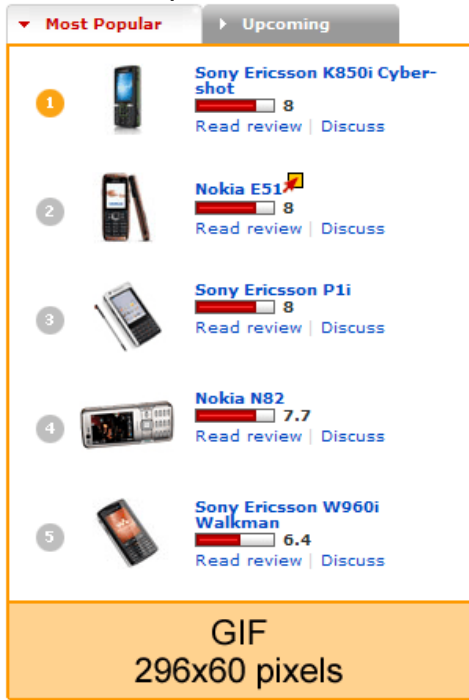 Most Popular
Upcoming
1
Sony Ericsson K850i Cyber-
shot
8
Read review | Discuss
2
Nokia E51
8
Read review | Discuss
3
Sony Ericsson P1i
8
Read review | Discuss
4
Nokia N82
7.7
Read review | Discuss
5
Sony Ericsson W960i
Walkman
6.4
Read review | Discuss
GIF
296x60 pixels